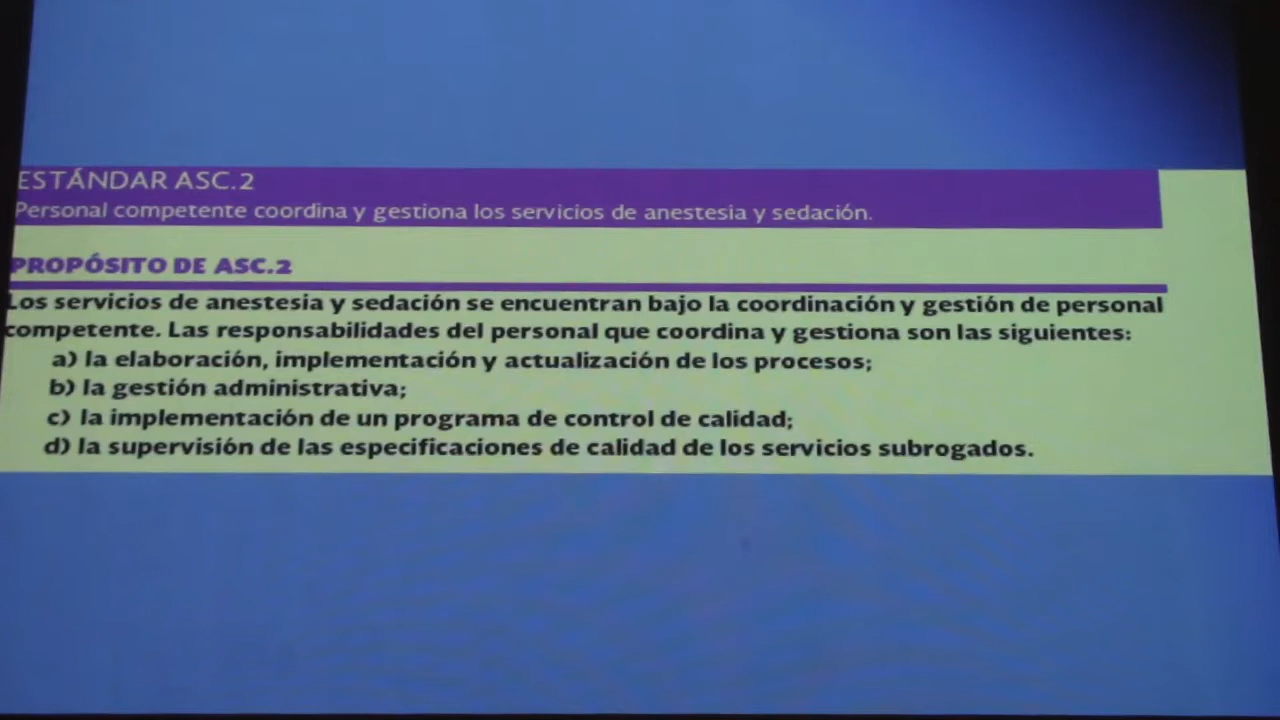 ESTÁNDAR ASC.2
Personal competente coordina y gestiona los servicios de anestesia y sedación.
PROPÓSITO DE ASC.2
Los servicios de anestesia y sedación se encuentran bajo la coordinación y gestión de personal
competente. Las responsabilidades del personal que coordina y gestiona son las siguientes:
a) la elaboración, implementación y actualización de los procesos;
b) la gestión administrativa;
c) la implementación de un programa de control de calidad;
d) la supervisión de las especificaciones de calidad de los servicios subrogados.